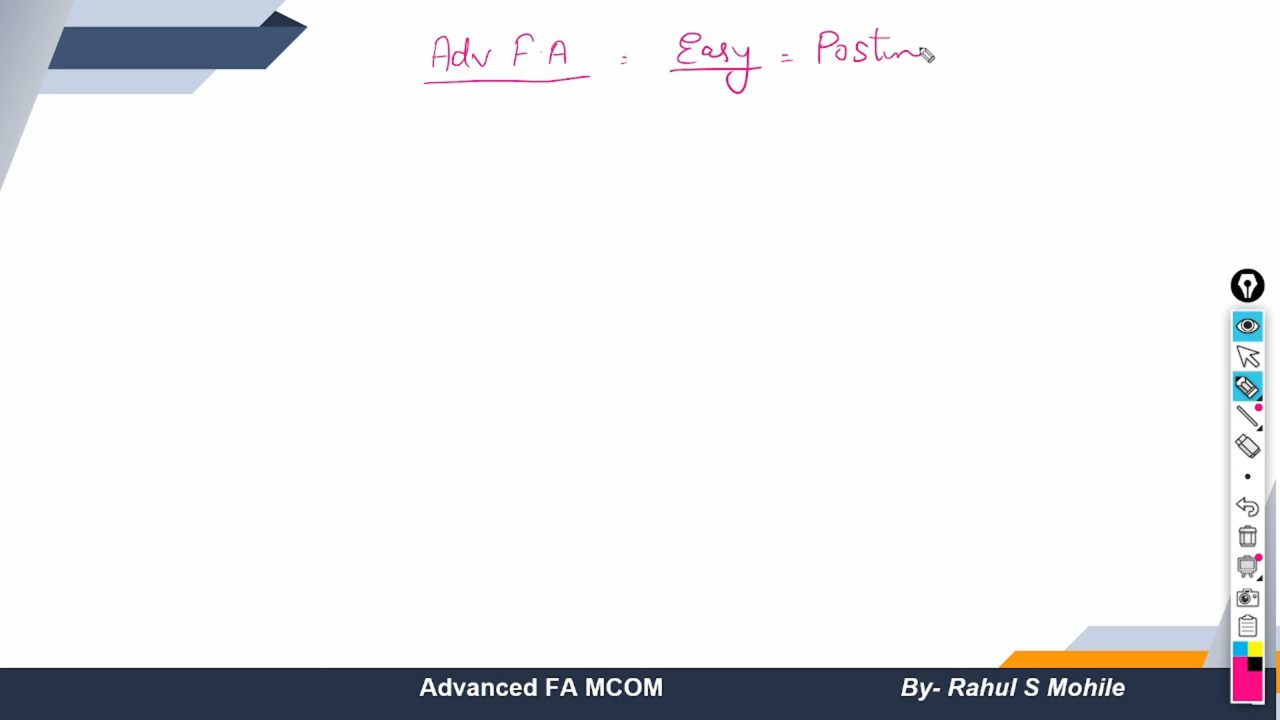 Adv F.A = Easy = Postin
Advanced FA MCOM
By- Rahul S Mohile